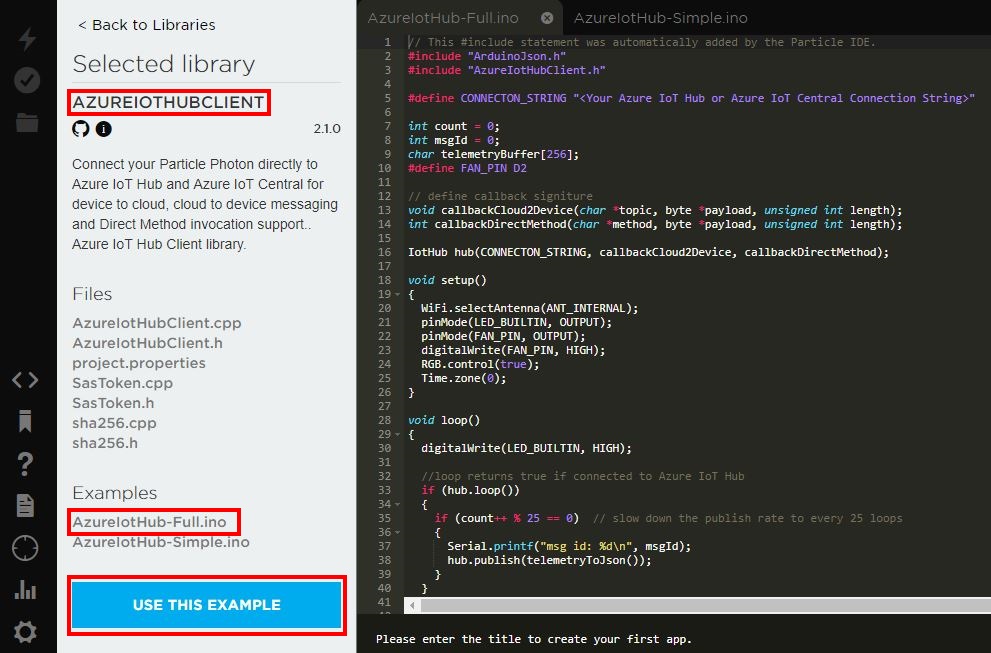 < Back to Libraries
Selected library
AZUREIOTHUBCLIENT
2.1.0
Connect your Particle Photon directly to
Azure IoT Hub and Azure IoT Central for
device to cloud, cloud to device messaging
and Direct Method invocation support..
Azure IoT Hub Client library.
Files
AzureIotHubClient.cpp
AzureIotHubClient.h
project.properties
SasToken.cpp
SasToken.h
sha256.cpp
sha256.h
Examples
AzureIotHub-Full.ino
AzureIotHub-Simple.ino
USE THIS EXAMPLE
AzureIotHub-Full.ino
AzureIotHub-Simple.ino
1 // This #include statement was automatically added by the Particle IDE.
2 #include "ArduinoJson.h"
3 #include "AzureIotHubClient.h"
4
5 #define CONNECTON_STRING "<Your Azure IoT Hub or Azure IoT Central Connection String>"
6
7 int count = 0;
8 int msgId = 0;
9 char telemetryBuffer[256];
10 #define FAN_PIN D2
11
12 // define callback signiture
13 void callbackCloud2Device(char *topic, byte *payload, unsigned int length);
14 int callbackDirectMethod(char *method, byte *payload, unsigned int length);
15
16 IotHub hub(CONNECTON_STRING, callbackCloud2Device, callbackDirectMethod);
17
18 void setup()
19 {
20 WiFi.selectAntenna(ANT_INTERNAL);
21 pinMode(LED_BUILTIN, OUTPUT);
22 pinMode(FAN_PIN, OUTPUT);
23 digitalWrite(FAN_PIN, HIGH);
24 RGB.control(true);
25 Time.zone(0);
26 }
27
28 void loop()
29 {
30 digitalWrite(LED_BUILTIN, HIGH);
31
32 //loop returns true if connected to Azure IoT Hub
33 if (hub.loop())
34 {
35 if (count++ % 25 == 0) // slow down the publish rate to every 25 loops
36 {
37 Serial.printf("msg id: %d\n", msgId);
38 hub.publish(telemetryToJson());
39 }
40 }
41
Please enter the title to create your first app.